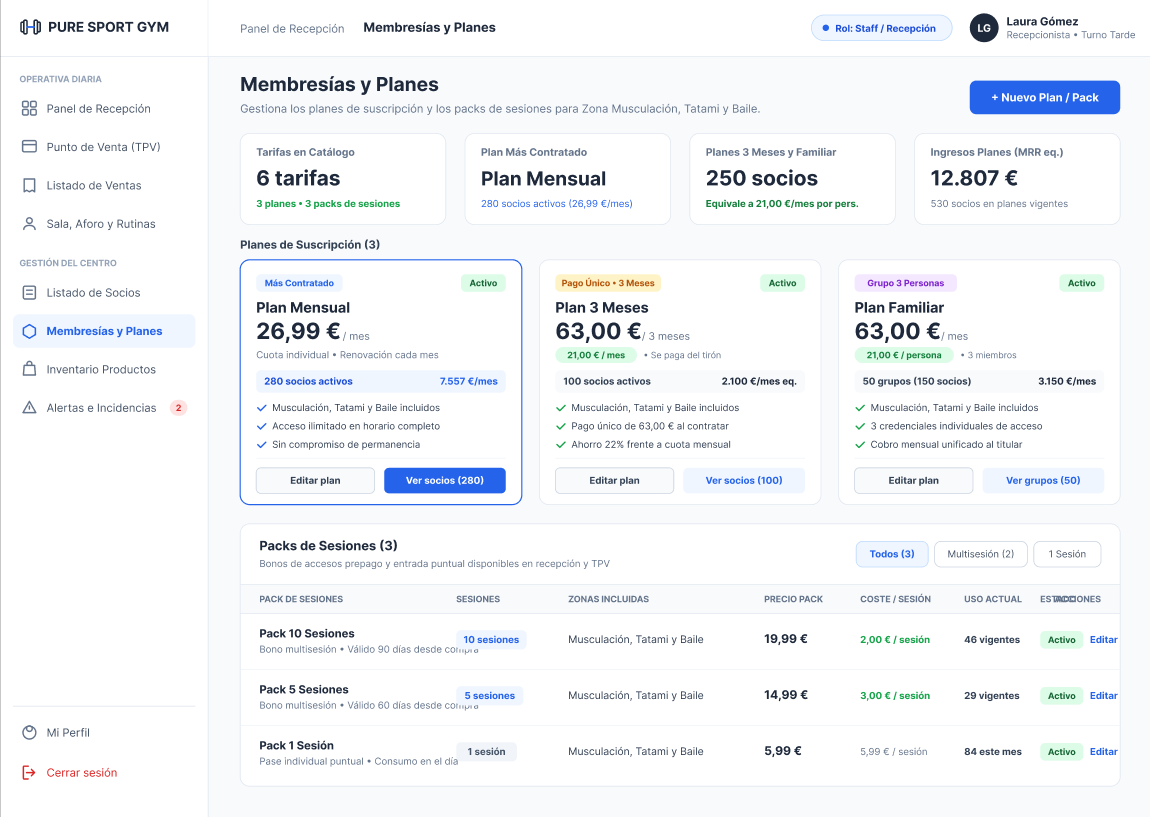 PURE SPORT GYM
Panel de Recepción Membresías y Planes
Rol: Staff / Recepción
LG
Laura Gómez
Recepcionista • Turno Tarde
OPERATIVA DIARIA
Panel de Recepción
Punto de Venta (TPV)
Listado de Ventas
Sala, Aforo y Rutinas
GESTIÓN DEL CENTRO
Listado de Socios
Membresías y Planes
Inventario Productos
Alertas e Incidencias 2
Mi Perfil
Cerrar sesión
Membresías y Planes
Gestiona los planes de suscripción y los packs de sesiones para Zona Musculación, Tatami y Baile.
+ Nuevo Plan / Pack
Tarifas en Catálogo
6 tarifas
3 planes • 3 packs de sesiones
Plan Más Contratado
Plan Mensual
280 socios activos (26,99 €/mes)
Planes 3 Meses y Familiar
250 socios
Equivale a 21,00 €/mes por pers.
Ingresos Planes (MRR eq.)
12.807 €
530 socios en planes vigentes
Planes de Suscripción (3)
Más Contratado Activo
Plan Mensual
26,99 € / mes
Cuota individual • Renovación cada mes
280 socios activos 7.557 €/mes
Musculación, Tatami y Baile incluidos
Acceso ilimitado en horario completo
Sin compromiso de permanencia
Editar plan Ver socios (280)
Pago Único • 3 Meses Activo
Plan 3 Meses
63,00 € / 3 meses
21,00 € / mes • Se paga del tirón
100 socios activos 2.100 €/mes eq.
Musculación, Tatami y Baile incluidos
Pago único de 63,00 € al contratar
Ahorro 22% frente a cuota mensual
Editar plan Ver socios (100)
Grupo 3 Personas Activo
Plan Familiar
63,00 € / mes
21,00 € / persona • 3 miembros
50 grupos (150 socios) 3.150 €/mes
Musculación, Tatami y Baile incluidos
3 credenciales individuales de acceso
Cobro mensual unificado al titular
Editar plan Ver grupos (50)
Packs de Sesiones (3)
Bonos de accesos prepago y entrada puntual disponibles en recepción y TPV
Todos (3) Multisesión (2) 1 Sesión
PACK DE SESIONES SESIONES ZONAS INCLUIDAS PRECIO PACK COSTE / SESIÓN USO ACTUAL ESTADO ACCIONES
Pack 10 Sesiones
Bono multisesión • Válido 90 días desde compra
10 sesiones Musculación, Tatami y Baile 19,99 € 2,00 € / sesión 46 vigentes Activo Editar
Pack 5 Sesiones
Bono multisesión • Válido 60 días desde compra
5 sesiones Musculación, Tatami y Baile 14,99 € 3,00 € / sesión 29 vigentes Activo Editar
Pack 1 Sesión
Pase individual puntual • Consumo en el día
1 sesión Musculación, Tatami y Baile 5,99 € 5,99 € / sesión 84 este mes Activo Editar